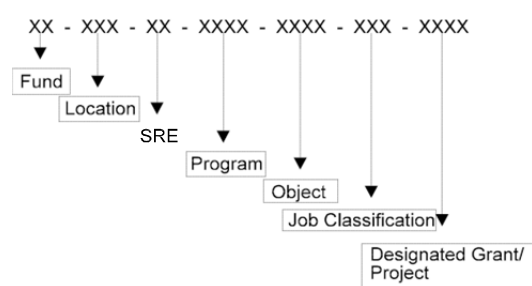 XX - XXX - XX - XXXX - XXXX - XXX - XXXX
Fund
Location
SRE
Program
Object
Job Classification
Designated Grant/
Project